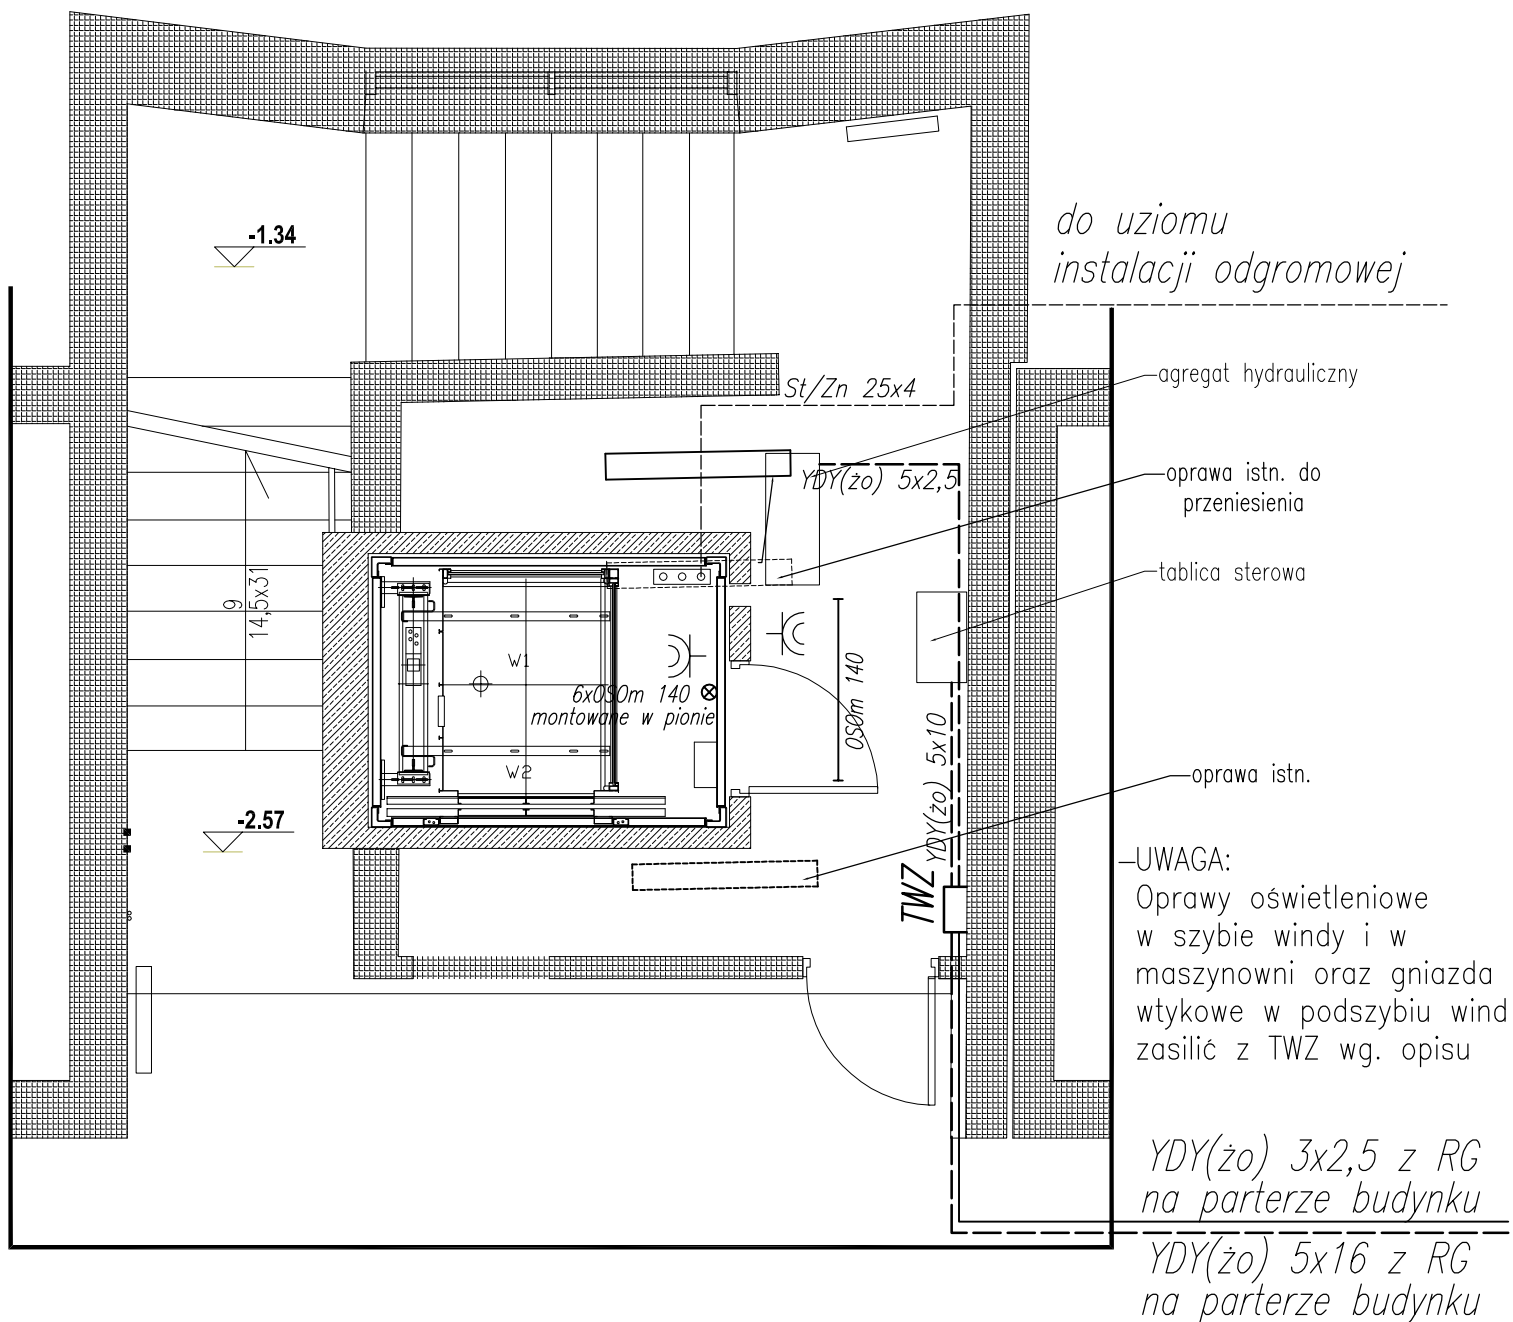 -1.34
do uziomu
instalacji odgromowej
agregat hydrauliczny
St/Zn 25x4
YDY(żo) 5x2,5
oprawa istn. do
przeniesienia
tablica sterowa
9
14,5x31
W1
6xOSOm 140
montowane w pionie
OSOm 140
W2
YDY(żo) 5x10
oprawa istn.
-2.57
TWZ
UWAGA:
Oprawy oświetleniowe
w szybie windy i w
maszynowni oraz gniazda
wtykowe w podszybiu wind
zasilić z TWZ wg. opisu
YDY(żo) 3x2,5 z RG
na parterze budynku
YDY(żo) 5x16 z RG
na parterze budynku